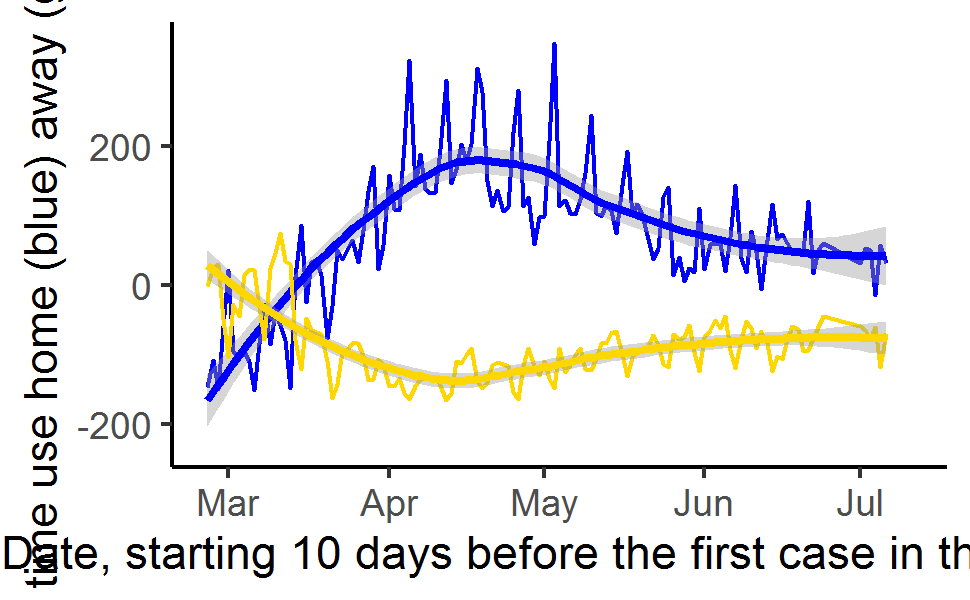 time use home (blue) away (
200
0
-200
Mar Apr May Jun Jul
Date, starting 10 days before the first case in th